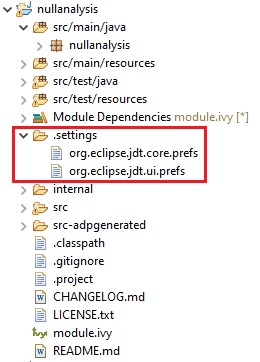 nullanalysis
src/main/java
nullanalysis
src/main/resources
src/test/java
src/test/resources
Module Dependencies module.ivy [*]
.settings
org.eclipse.jdt.core.prefs
org.eclipse.jdt.ui.prefs
internal
src
src-adpgenerated
.classpath
.gitignore
.project
CHANGELOG.md
LICENSE.txt
module.ivy
README.md